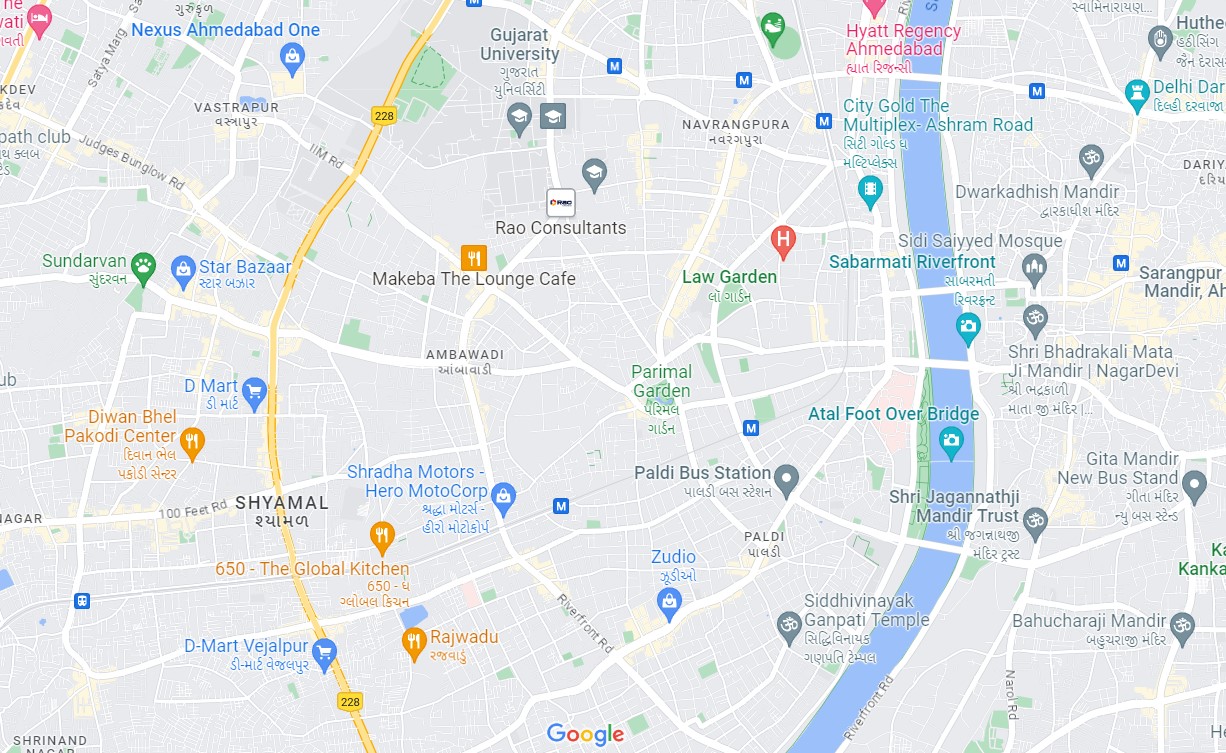 The
વતી
ગુરુકૃળ
Satya Marg
Nexus Ahmedabad One
Gujarat
University
ગુજરાત
યુનિવર્સિટી
M
M
M
M
Hyatt Regency
Ahmedabad
હ્યાત રિજન્સી
સ્વામિનારાયણ...
Huthe
હઠીસિંગ
જૈન દેરાસર
Delhi Dar
દિલ્હી દરવાજા
VASTRAPUR
વસ્ત્રાપુર
228
path club
Judges Bunglow Rd
IIM Rd
NAVRANGPURA
નવરંગપુરા
M
City Gold The
Multiplex- Ashram Road
સિટી ગોલ્ડ ધ
મલ્ટિપ્લેક્સ
DARIY
દરિય
Dwarkadhish Mandir
દ્વારકાધીશ મંદિર
RAO
Rao Consultants
H
Sundarvan
સુંદરવન
Star Bazaar
સ્ટાર બઝાર
Makeba The Lounge Cafe
Law Garden
લૉ ગાર્ડન
Sidi Saiyyed Mosque
Sabarmati Riverfront
સાબરમતી
રિવરફ્રન્ટ
M
Sarangpur
Mandir, Ah
AMBAWADI
આંબાવાડી
Parimal
Garden
પરિમલ
ગાર્ડન
Shri Bhadrakali Mata
Ji Mandir | NagarDevi
શ્રી ભદ્રકાળી
માતા જી મંદિર |...
ub
D Mart
ડી માર્ટ
Diwan Bhel
Pakodi Center
દિવાન ભેલ
પકોડી સેન્ટર
Atal Foot Over Bridge
M
Shradha Motors -
Hero MotoCorp
શ્રદ્ધા મોટર્સ -
હીરો મોટોકોર્પ
Paldi Bus Station
પાલડી બસ સ્ટેશન
Gita Mandir
New Bus Stand
ગીતા મંદિર
ન્યુ બસ સ્ટેન્ડ
NAGAR
100 Feet Rd
SHYAMAL
શ્યામળ
M
Shri Jagannathji
Mandir Trust
શ્રી જગન્નાથજી
મંદિર ટ્રસ્ટ
PALDI
પાલડી
650 - The Global Kitchen
650 - ધ
ગ્લોબલ કિચન
Zudio
ઝૂડીઓ
Ka
Kanka
Riverfront Rd
Siddhivinayak
Ganpati Temple
સિદ્ધિવિનાયક
ગણપતિ ટેમ્પલ
Bahucharaji Mandir
બહુચરાજી મંદિર
D-Mart Vejalpur
ડી-માર્ટ વેજલપુર
Rajwadu
રજવાડું
228
Riverfront Rd
Narol Rd
Google
SHRINAND
NAGAR
He